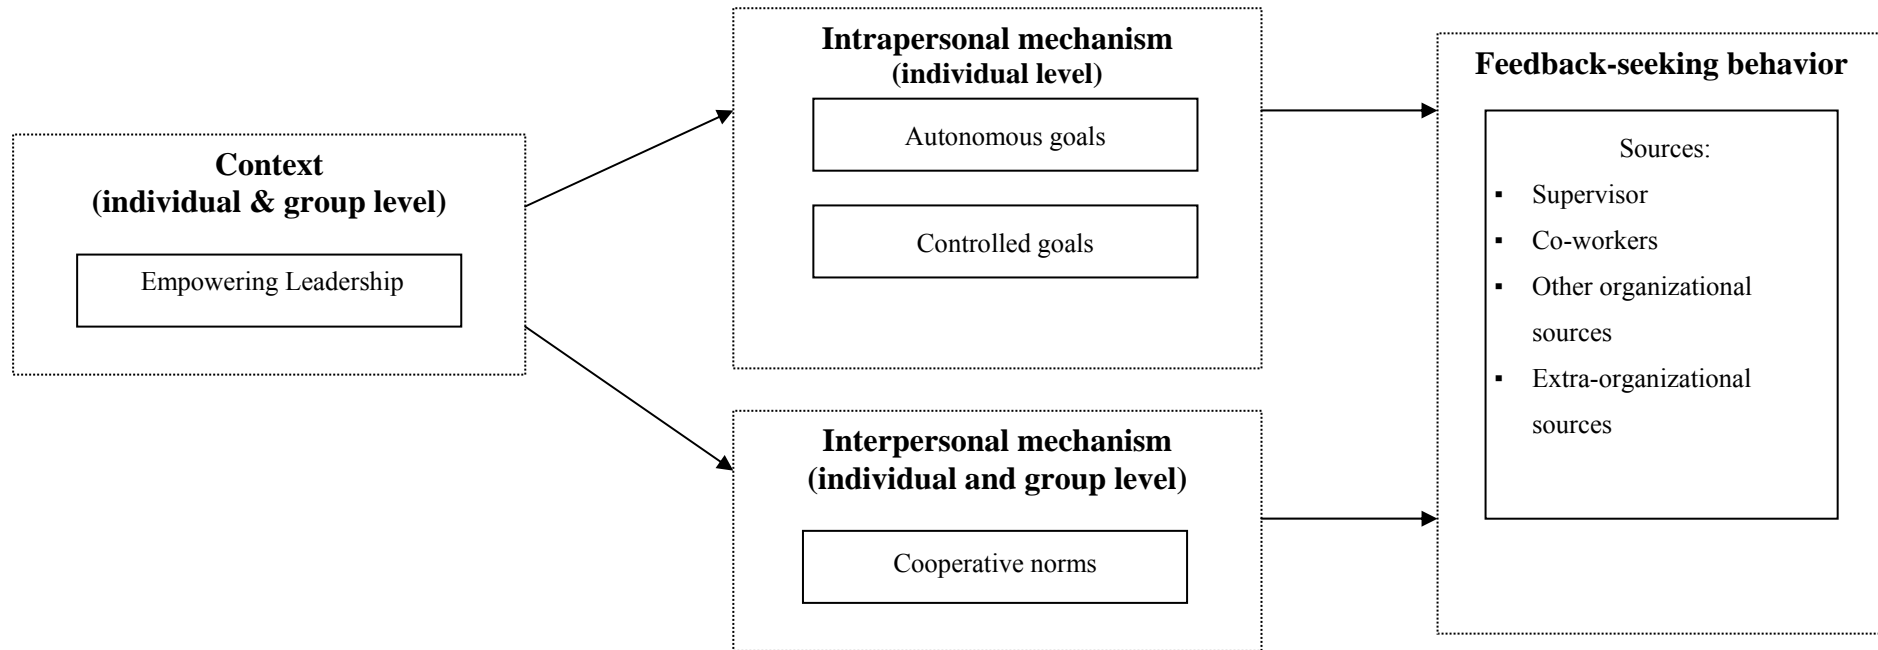 Context
(individual & group level)
Empowering Leadership
Intrapersonal mechanism
(individual level)
Autonomous goals
Controlled goals
Interpersonal mechanism
(individual and group level)
Cooperative norms
Feedback-seeking behavior
Sources:
▪ Supervisor
▪ Co-workers
▪ Other organizational
sources
▪ Extra-organizational
sources